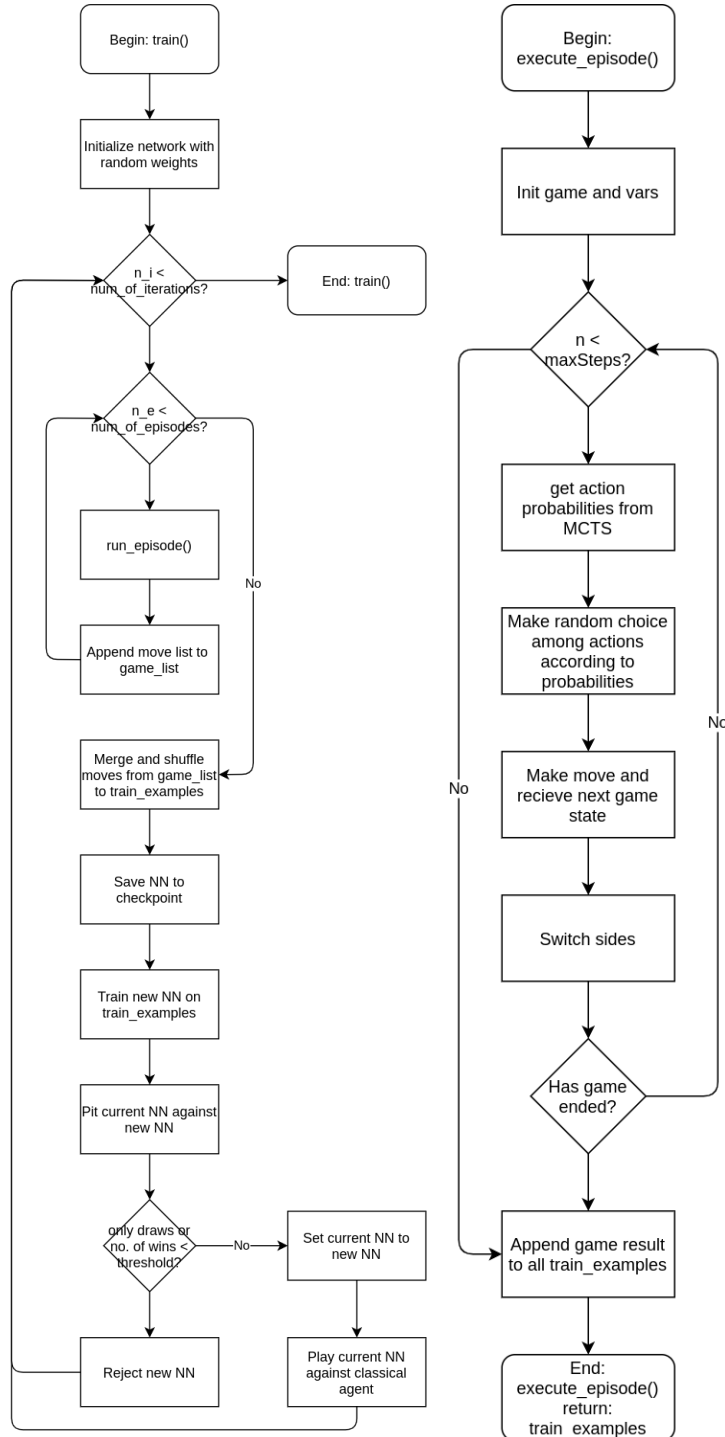 Begin: train()
Initialize network with
random weights
n_i <
num_of_iterations?
End: train()
n_e <
num_of_episodes?
run_episode()
No
Append move list to
game_list
Merge and shuffle
moves from game_list
to train_examples
Save NN to
checkpoint
Train new NN on
train_examples
Pit current NN against
new NN
only draws or
no. of wins <
threshold?
No
Set current NN to
new NN
Reject new NN
Play current NN
against classical
agent
Begin:
execute_episode()
Init game and vars
n <
maxSteps?
get action
probabilities from
MCTS
Make random choice
among actions
according to
probabilities
No
Make move and
recieve next game
state
No
Switch sides
Has game
ended?
Append game result
to all train_examples
End:
execute_episode()
return:
train_examples